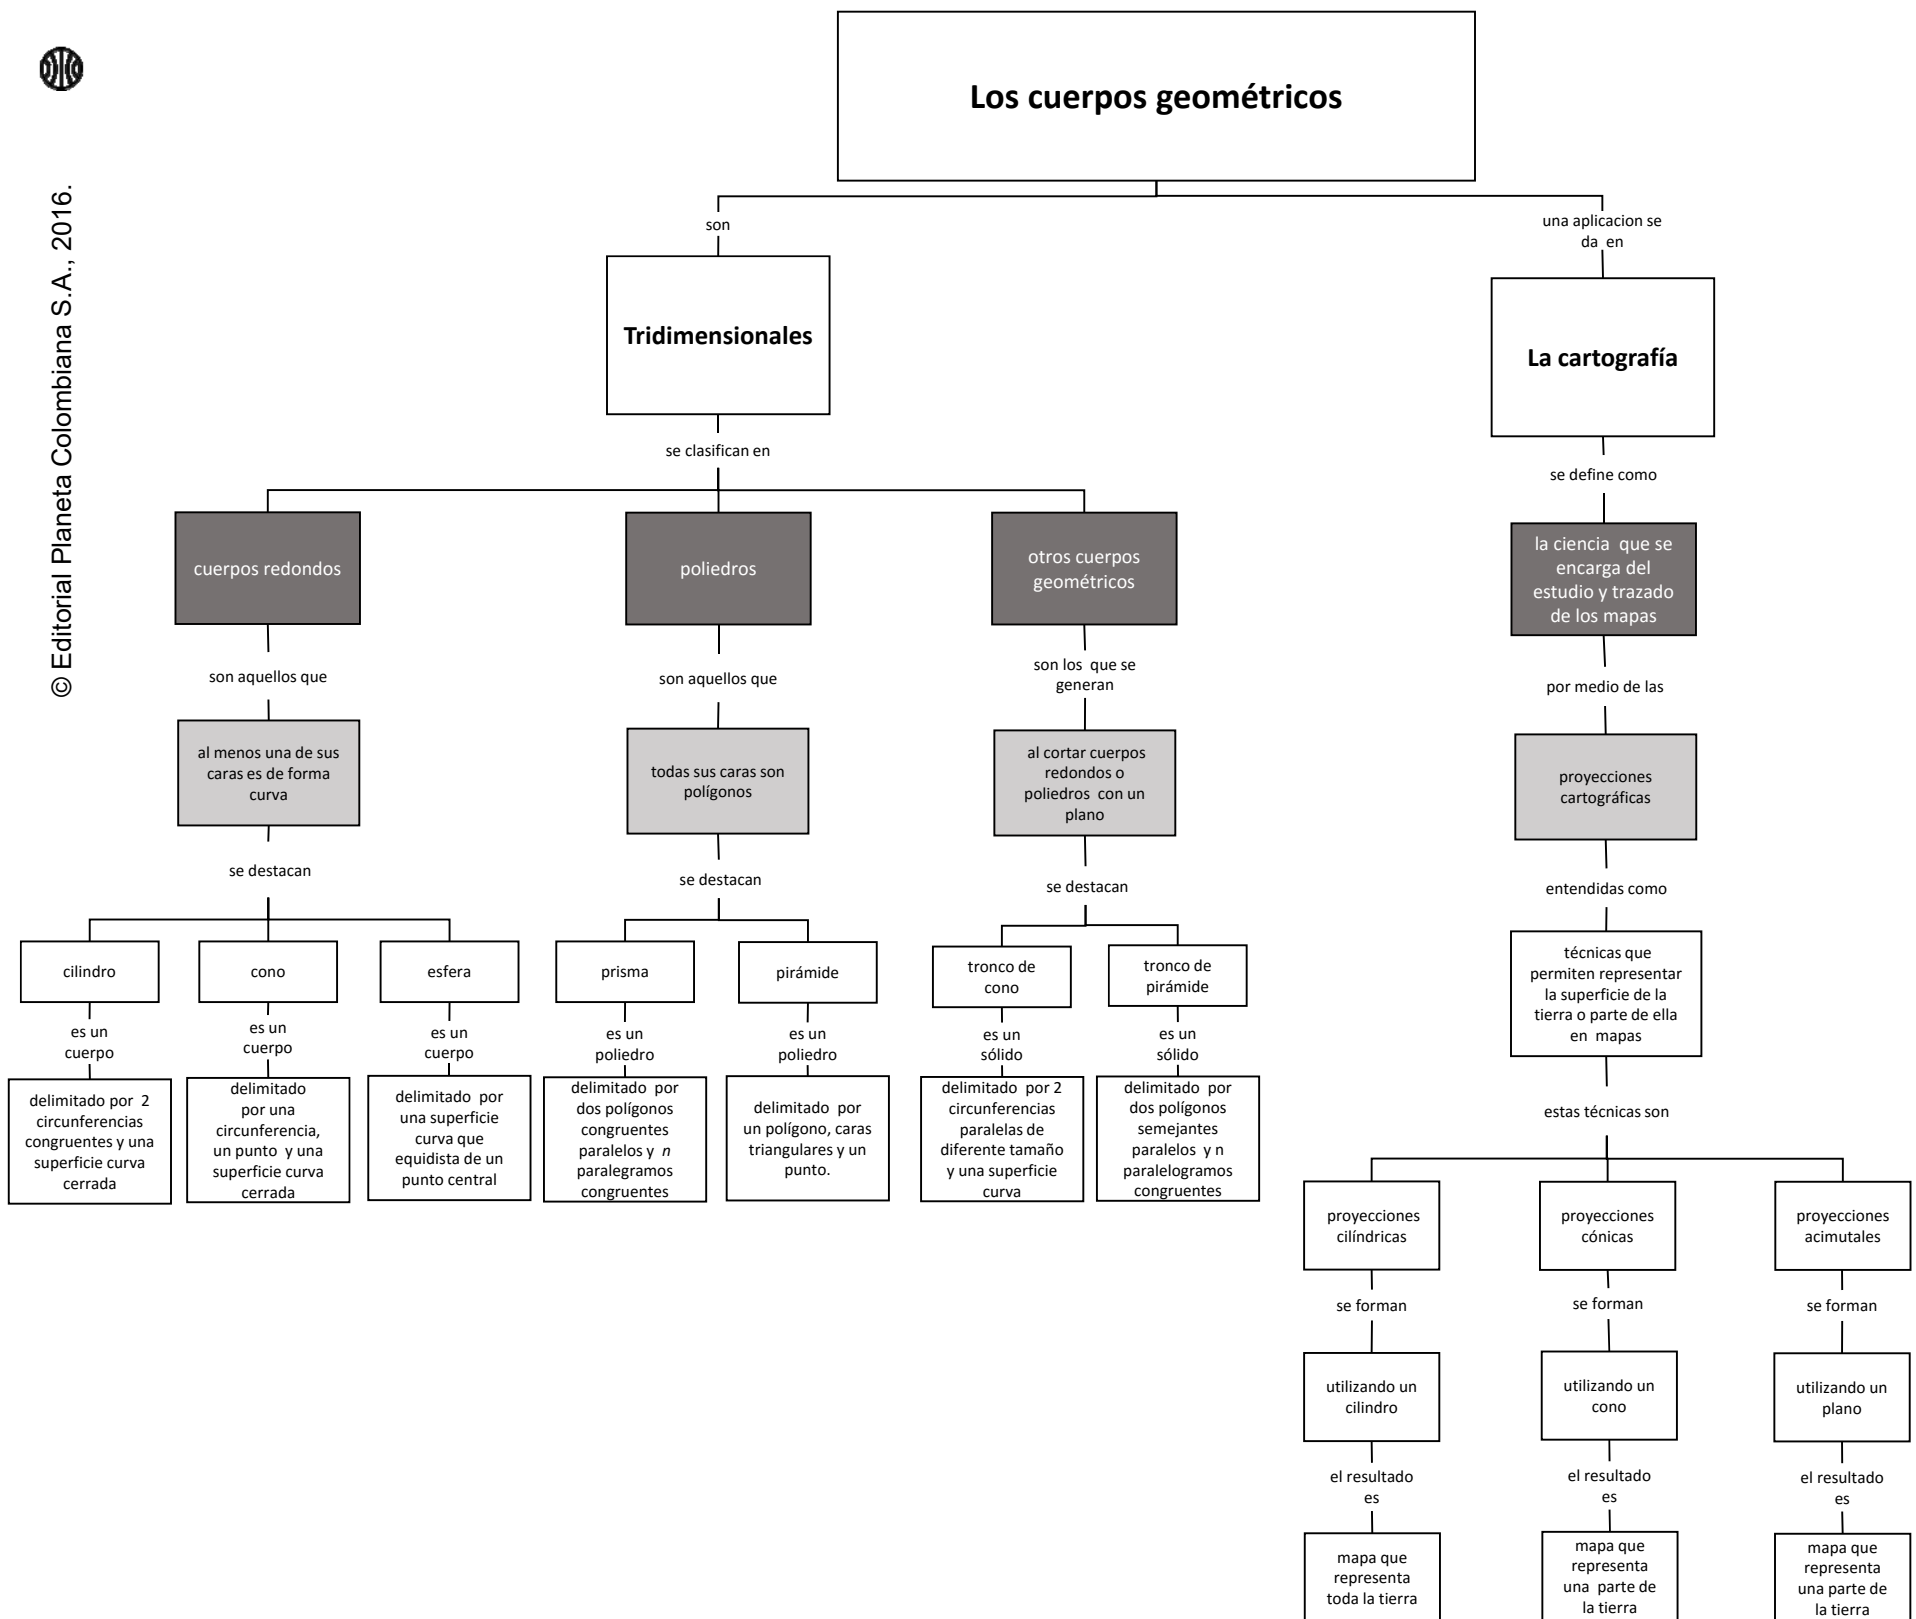 Los cuerpos geométricos
© Editorial Planeta Colombiana S.A., 2016.
son
Tridimensionales
se clasifican en
cuerpos redondos
son aquellos que
al menos una de sus
caras es de forma
curva
se destacan
cilindro
es un
cuerpo
delimitado por 2
circunferencias
congruentes y una
superficie curva
cerrada
cono
es un
cuerpo
delimitado
por una
circunferencia,
un punto y una
superficie curva
cerrada
esfera
es un
cuerpo
delimitado por
una superficie
curva que
equidista de un
punto central
poliedros
son aquellos que
todas sus caras son
polígonos
se destacan
prisma
es un
poliedro
delimitado por
dos polígonos
congruentes
paralelos y n
paralegramos
congruentes
pirámide
es un
poliedro
delimitado por
un polígono, caras
triangulares y un
punto.
otros cuerpos
geométricos
son los que se
generan
al cortar cuerpos
redondos o
poliedros con un
plano
se destacan
tronco de
cono
es un
sólido
delimitado por 2
circunferencias
paralelas de
diferente tamaño
y una superficie
curva
tronco de
pirámide
es un
sólido
delimitado por
dos polígonos
semejantes
paralelos y n
paralelogramos
congruentes
una aplicacion se
da en
La cartografía
se define como
la ciencia que se
encarga del
estudio y trazado
de los mapas
por medio de las
proyecciones
cartográficas
entendidas como
técnicas que
permiten representar
la superficie de la
tierra o parte de ella
en mapas
estas técnicas son
proyecciones
cilíndricas
se forman
utilizando un
cilindro
el resultado
es
mapa que
representa
toda la tierra
proyecciones
cónicas
se forman
utilizando un
cono
el resultado
es
mapa que
representa
una parte de
la tierra
proyecciones
acimutales
se forman
utilizando un
plano
el resultado
es
mapa que
representa
una parte de
la tierra